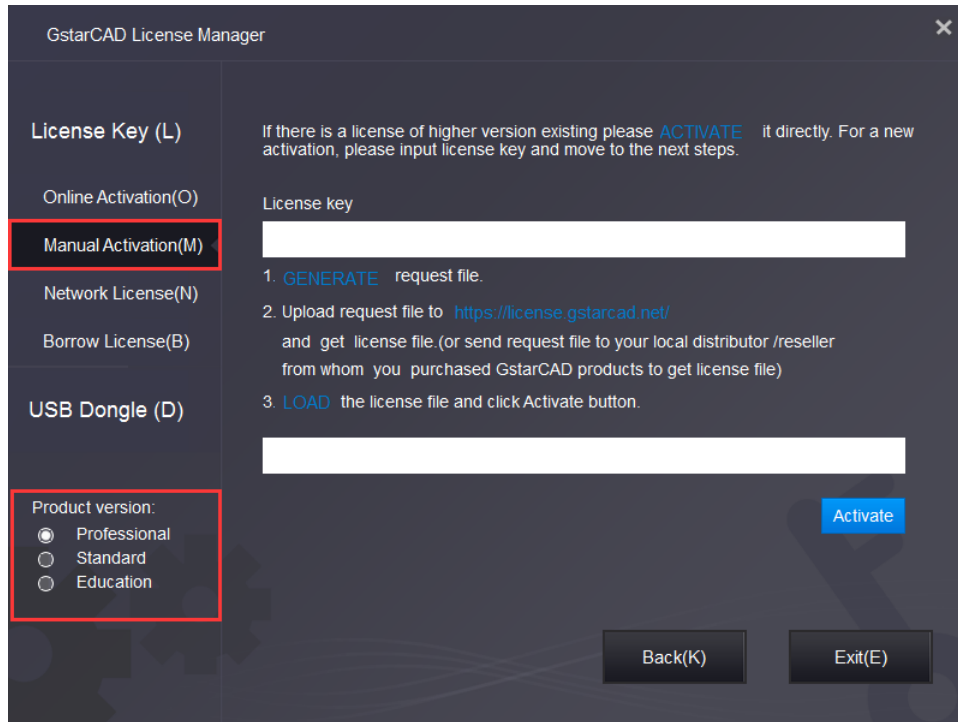 GstarCAD License Manager
License Key (L)
Online Activation(O)
Manual Activation(M)
Network License(N)
Borrow License(B)
USB Dongle (D)
Product version:
Professional
Standard
Education
If there is a license of higher version existing please ACTIVATE it directly. For a new
activation, please input license key and move to the next steps.
License key
1. GENERATE request file.
2. Upload request file to https://license.gstarcad.net/
and get license file.(or send request file to your local distributor /reseller
from whom you purchased GstarCAD products to get license file)
3. LOAD the license file and click Activate button.
Activate
Back(K)
Exit(E)